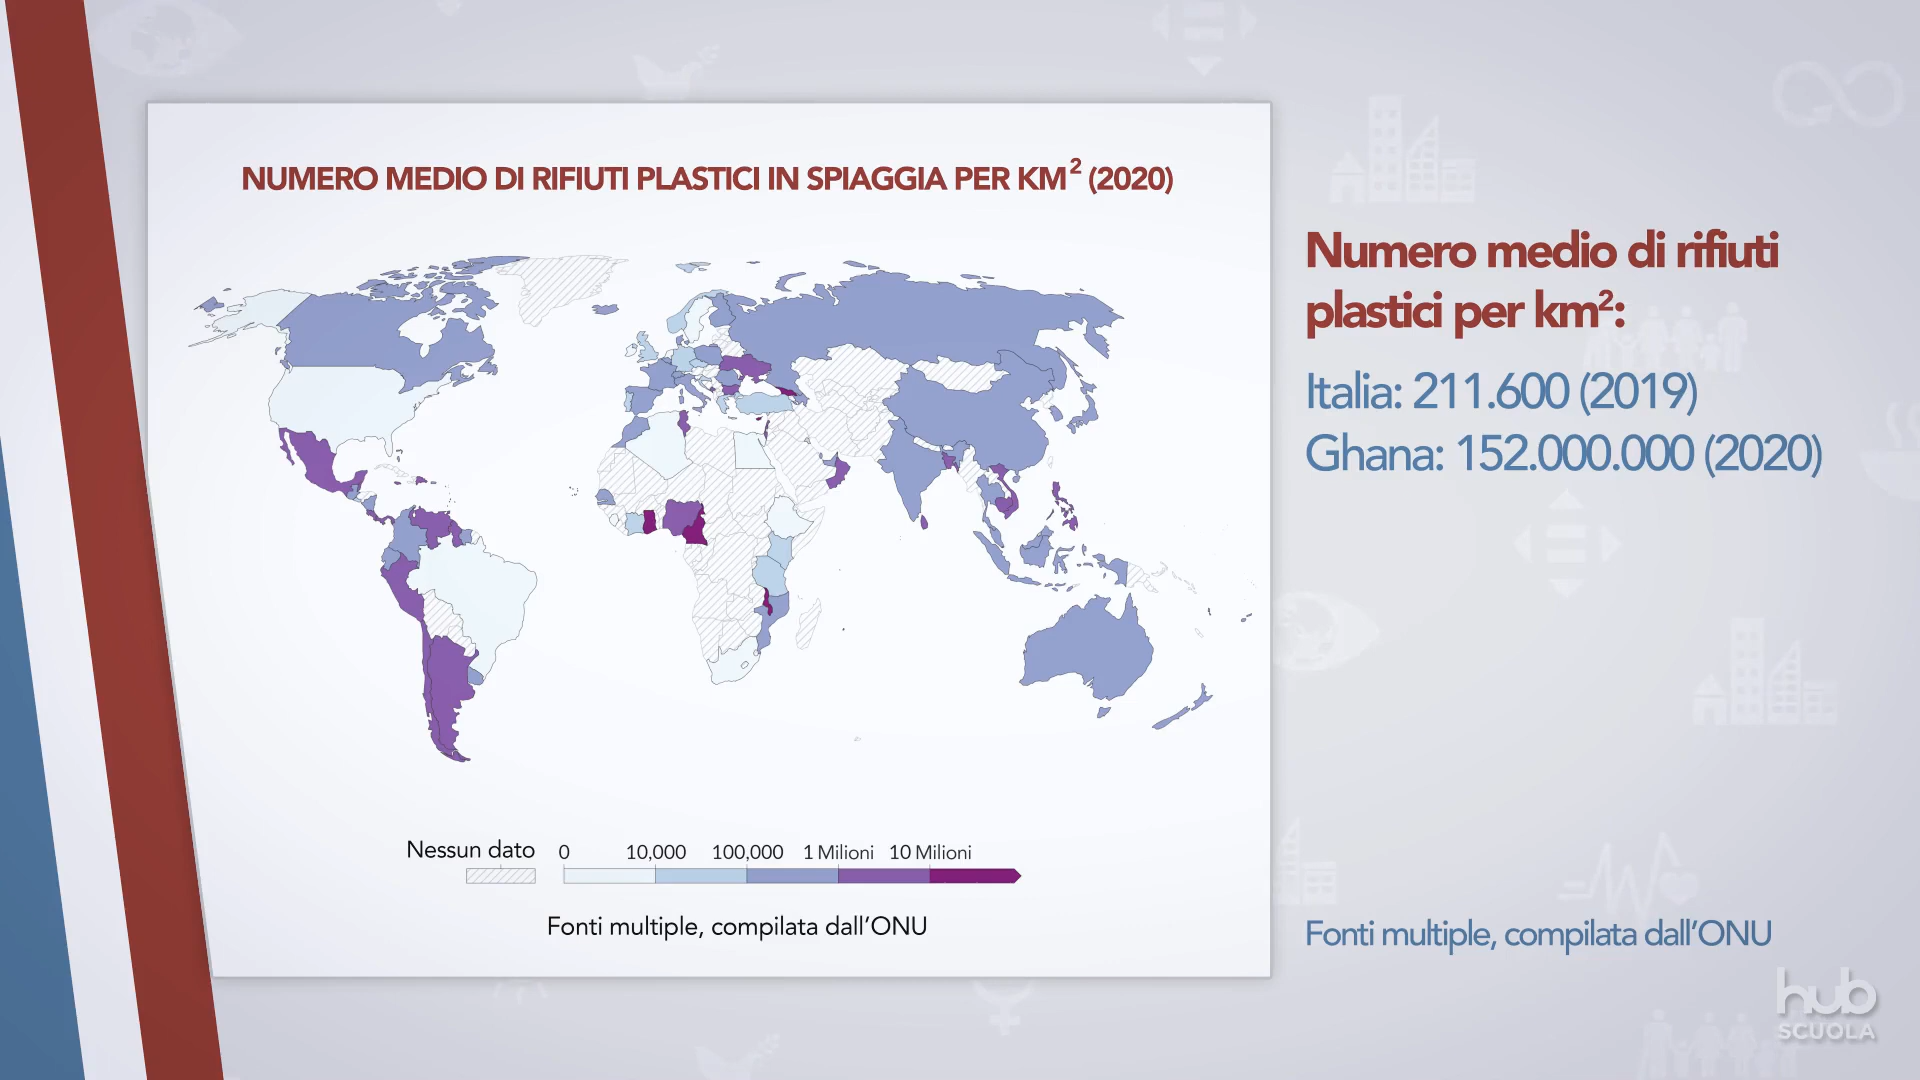 NUMERO MEDIO DI RIFIUTI PLASTICI IN SPIAGGIA PER KM² (2020)
Nessun dato
0 10,000 100,000 1 Milioni 10 Milioni
Fonti multiple, compilata dall'ONU
Numero medio di rifiuti
plastici per km²:
Italia: 211.600 (2019)
Ghana: 152.000.000 (2020)
Fonti multiple, compilata dall'ONU
hub
SCUOLA